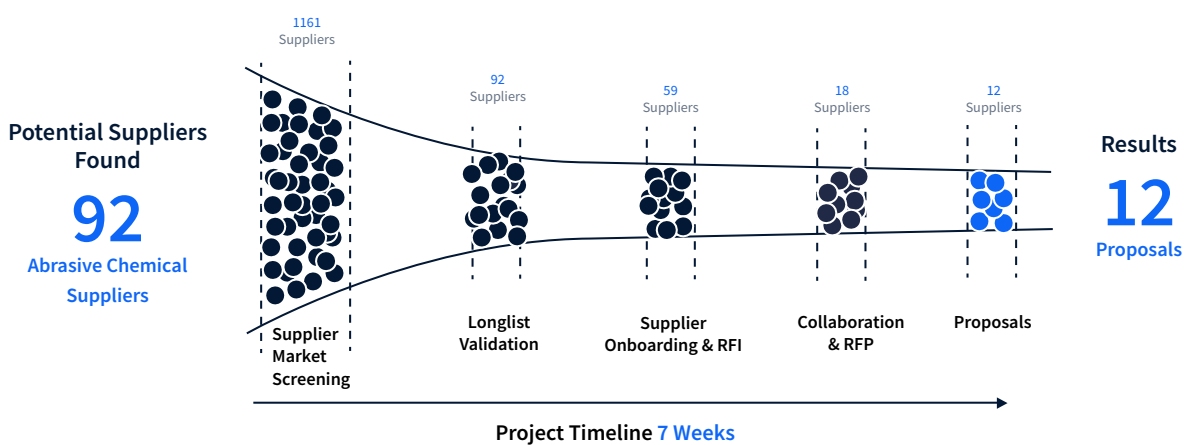 1161
Suppliers
92
Suppliers
59
Suppliers
18
Suppliers
12
Suppliers
Potential Suppliers
Found
92
Abrasive Chemical
Suppliers
Results
12
Proposals
Supplier
Market
Screening
Longlist
Validation
Supplier
Onboarding & RFI
Collaboration
& RFP
Proposals
Project Timeline 7 Weeks